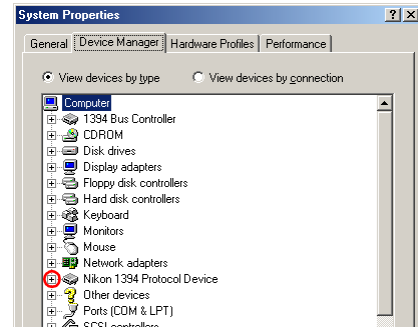 System Properties
General Device Manager Hardware Profiles Performance
View devices by type View devices by connection
Computer
1394 Bus Controller
CDROM
Disk drives
Display adapters
Floppy disk controllers
Hard disk controllers
Keyboard
Monitors
Mouse
Network adapters
Nikon 1394 Protocol Device
Other devices
Ports (COM & LPT)
SCSI controllers